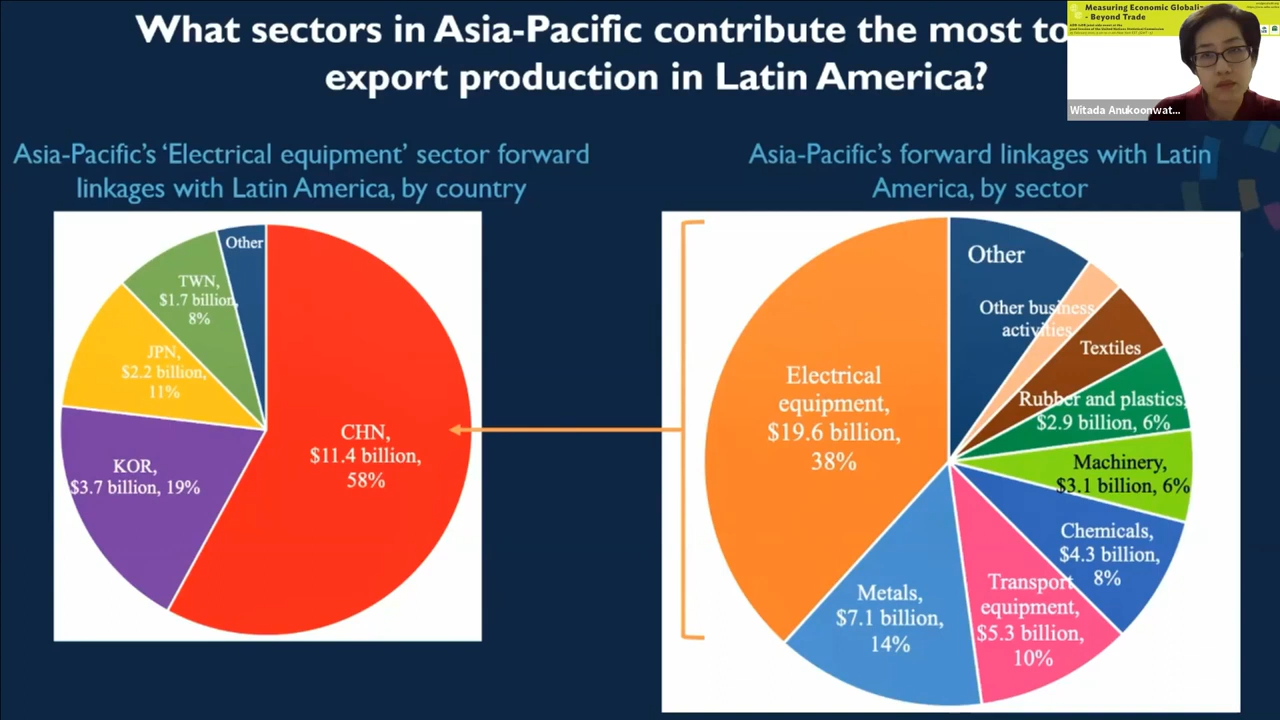 What sectors in Asia-Pacific contribute the most to
export production in Latin America?
Measuring Economic Globaliz
- Beyond Trade
Witada Anukoonwat...
Asia-Pacific's 'Electrical equipment' sector forward
linkages with Latin America, by country
Other
TWN,
$1.7 billion,
8%
JPN,
$2.2 billion,
11%
KOR,
$3.7 billion, 19%
CHN,
$11.4 billion,
58%
Asia-Pacific's forward linkages with Latin
America, by sector
Other
Other business
activities
Textiles
Rubber and plastics,
$2.9 billion, 6%
Machinery,
$3.1 billion, 6%
Chemicals,
$4.3 billion,
8%
Transport
equipment,
$5.3 billion,
10%
Metals,
$7.1 billion,
14%
Electrical
equipment,
$19.6 billion,
38%